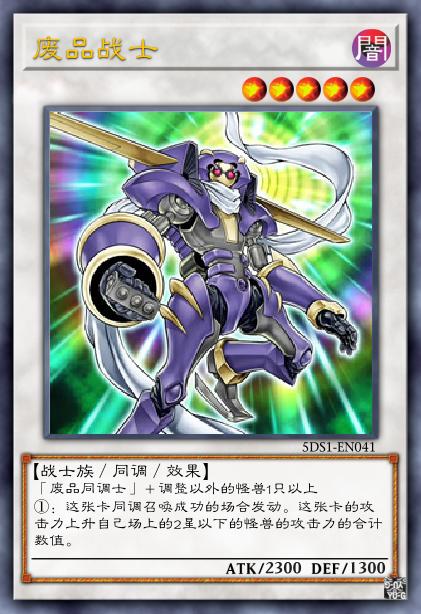 废品战士
闇
5DS1-EN041
【战士族／同调／效果】
「废品同调士」＋调整以外的怪兽1只以上
①：这张卡同调召唤成功的场合发动。这张卡的攻
击力上升自己场上的2星以下的怪兽的攻击力的合计
数值。
ATK/2300 DEF/1300